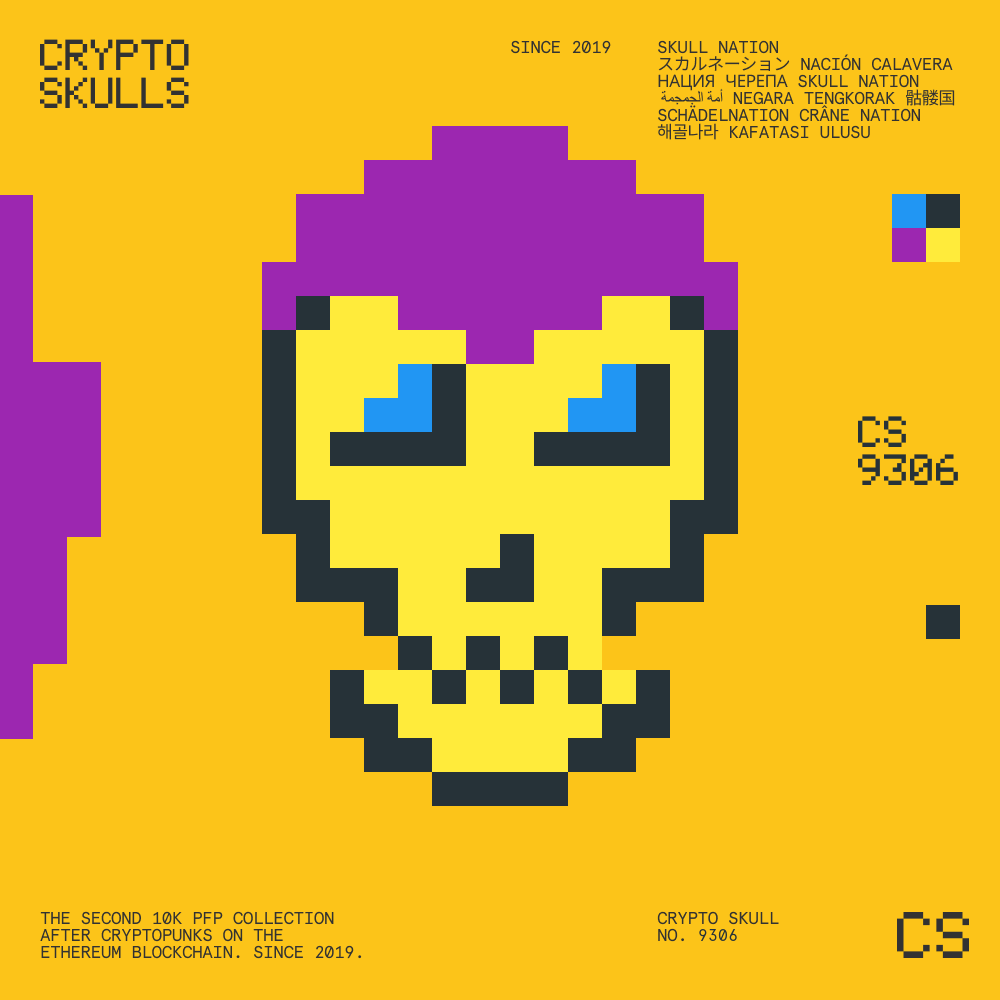 CRYPTO
SKULLS
SINCE 2019
SKULL NATION
スカルネーション NACIÓN CALAVERA
НАЦИЯ ЧЕРЕПА SKULL NATION
أمة الجمجمة NEGARA TENGKORAK 骷髅国
SCHÄDELNATION CRÂNE NATION
해골나라 KAFATASI ULUSU
CS
9306
THE SECOND 10K PFP COLLECTION
AFTER CRYPTOPUNKS ON THE
ETHEREUM BLOCKCHAIN. SINCE 2019.
CRYPTO SKULL
NO. 9306
CS